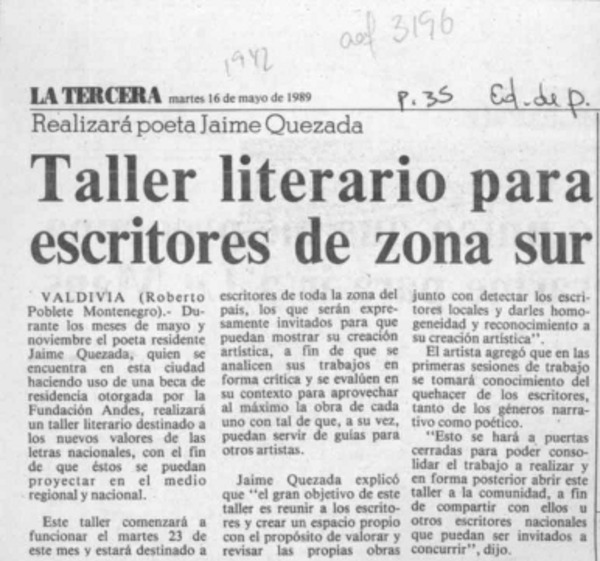 1942
aef 3196
LA TERCERA martes 16 de mayo de 1989
p. 35 Ed. de p.
Realizará poeta Jaime Quezada
Taller literario para
escritores de zona sur
VALDIVIA (Roberto
Poblete Montenegro).- Du-
rante los meses de mayo y
noviembre el poeta residente
Jaime Quezada, quien se
encuentra en esta ciudad
haciendo uso de una beca de
residencia otorgada por la
Fundación Andes, realizará
un taller literario destinado a
los nuevos valores de las
letras nacionales, con el fin
de que éstos se puedan
proyectar en el medio
regional y nacional.
Este taller comenzará a
funcionar el martes 23 de
este mes y estará destinado a
escritores de toda la zona del
país, los que serán expre-
samente invitados para que
puedan mostrar su creación
artística, a fin de que se
analicen sus trabajos en
forma crítica y se evalúen en
su contexto para aprovechar
al máximo la obra de cada
uno con tal de que, a su vez,
puedan servir de guías para
otros artistas.
Jaime Quezada explicó
que "el gran objetivo de este
taller es reunir a los escrito-
res y crear un espacio propio
con el propósito de valorar y
revisar las propias obras
junto con detectar los escri-
tores locales y darles homo-
geneidad y reconocimiento a
su creación artística".
El artista agregó que en las
primeras sesiones de trabajo
se tomará conocimiento del
quehacer de los escritores,
tanto de los géneros narra-
tivo como poético.
"Esto se hará a puertas
cerradas para poder conso-
lidar el trabajo a realizar y
en forma posterior abrir este
taller a la comunidad, a fin
de compartir con ellos u
otros escritores nacionales
que puedan ser invitados a
concurrir", dijo.